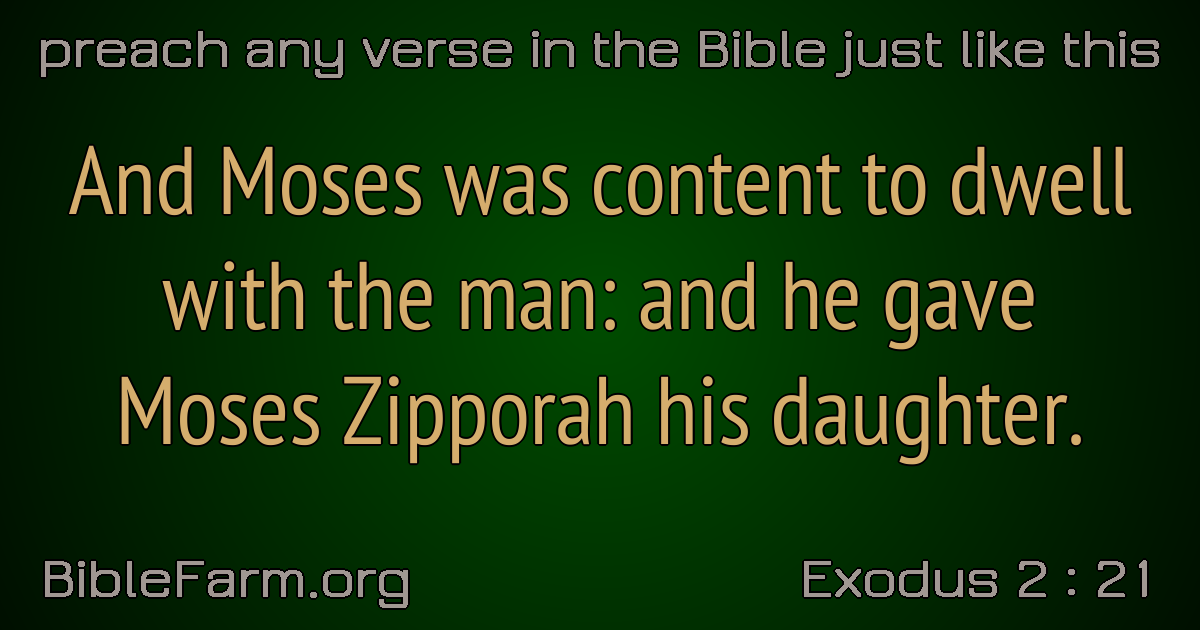 preach any verse in the Bible just like this
And Moses was content to dwell
with the man: and he gave
Moses Zipporah his daughter.
BibleFarm.org
Exodus 2 : 21